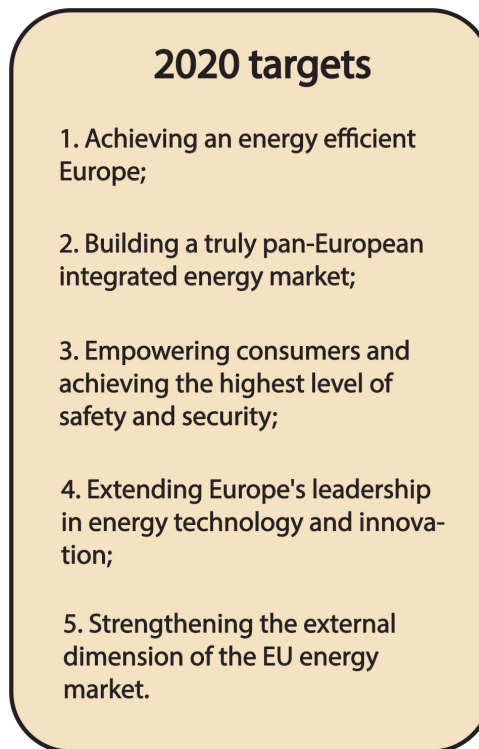 2020 targets
1. Achieving an energy efficient
Europe;
2. Building a truly pan-European
integrated energy market;
3. Empowering consumers and
achieving the highest level of
safety and security;
4. Extending Europe's leadership
in energy technology and innova-
tion;
5. Strengthening the external
dimension of the EU energy
market.